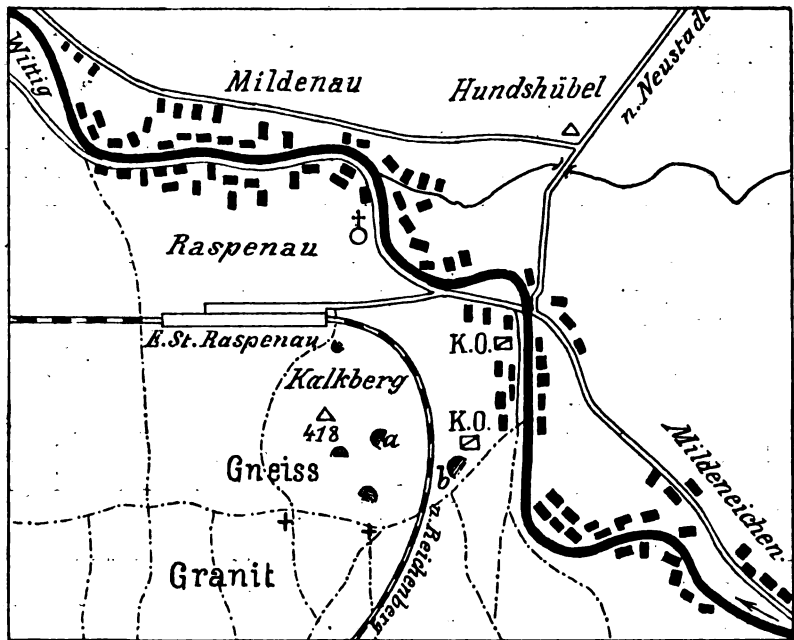 Wittig
Mildenau
Hundshübel
n. Neustadt
Raspenau
E. St. Raspenau
K.O.
Kalkberg
418
a
K.O.
Gneiss
b
Mildeneichen.
n. Reichenberg
Granit